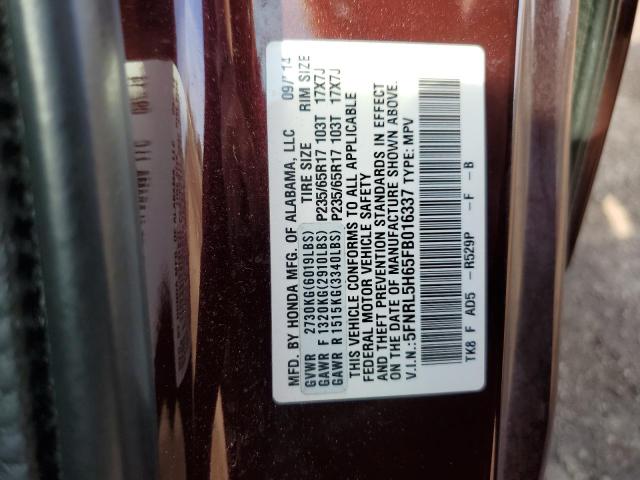 MFD. BY HONDA MFG. OF ALABAMA, LLC 09/14
TIRE SIZE RIM SIZE
GVWR 2730KG(6019LBS)
GAWR F 1320KG(2910LBS) P235/65R17 103T 17X7J
GAWR R 1515KG(3340LBS) P235/65R17 103T 17X7J
THIS VEHICLE CONFORMS TO ALL APPLICABLE
FEDERAL MOTOR VEHICLE SAFETY
AND THEFT PREVENTION STANDARDS IN EFFECT
ON THE DATE OF MANUFACTURE SHOWN ABOVE.
V.I.N.:5FNRL5H65FB016337 TYPE: MPV
TK8 F AD5 -R529P -F -B